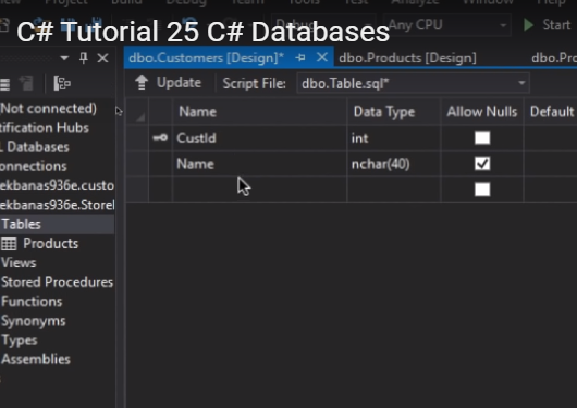 C# Tutorial 25 C# Databases
Any CPU
Start
dbo.Customers [Design]*
dbo.Products [Design]
dbo.Pro
Update
Script File:
dbo.Table.sql*
Name
Data Type
Allow Nulls
Default
CustId
int
Name
nchar(40)
(Not connected)
tification Hubs
L Databases
onnections
ekbanas936e.custo
ekbanas936e.Storel
Tables
Products
Views
Stored Procedures
Functions
Synonyms
Types
Assemblies